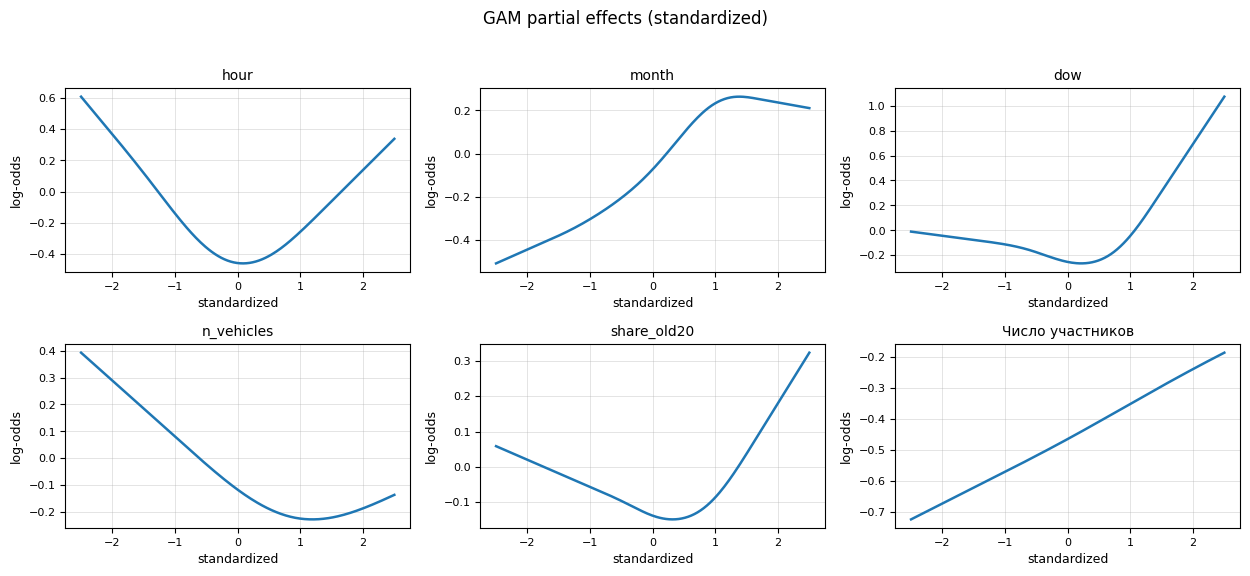 GAM partial effects (standardized)
hour
log-odds
0.6
0.4
0.2
0.0
−0.2
−0.4
−2 −1 0 1 2
standardized
month
log-odds
0.2
0.0
−0.2
−0.4
−2 −1 0 1 2
standardized
dow
log-odds
1.0
0.8
0.6
0.4
0.2
0.0
−0.2
−2 −1 0 1 2
standardized
n_vehicles
log-odds
0.4
0.3
0.2
0.1
0.0
−0.1
−0.2
−2 −1 0 1 2
standardized
share_old20
log-odds
0.3
0.2
0.1
0.0
−0.1
−2 −1 0 1 2
standardized
Число участников
log-odds
−0.2
−0.3
−0.4
−0.5
−0.6
−0.7
−2 −1 0 1 2
standardized